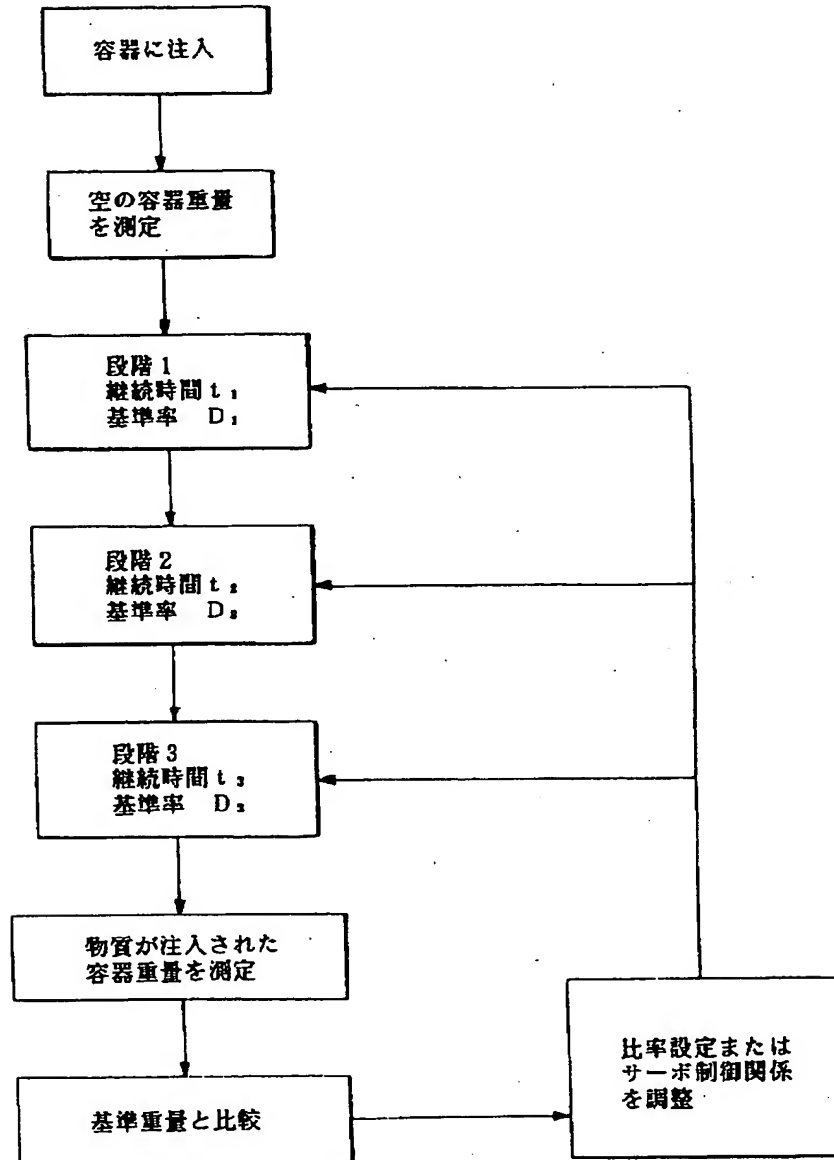 容器に注入
空の容器重量
を測定
段階1
継続時間 t₁
基準率 D₁
段階2
継続時間 t₂
基準率 D₂
段階3
継続時間 t₃
基準率 D₃
物質が注入された
容器重量を測定
基準重量と比較
比率設定または
サーボ制御関係
を調整